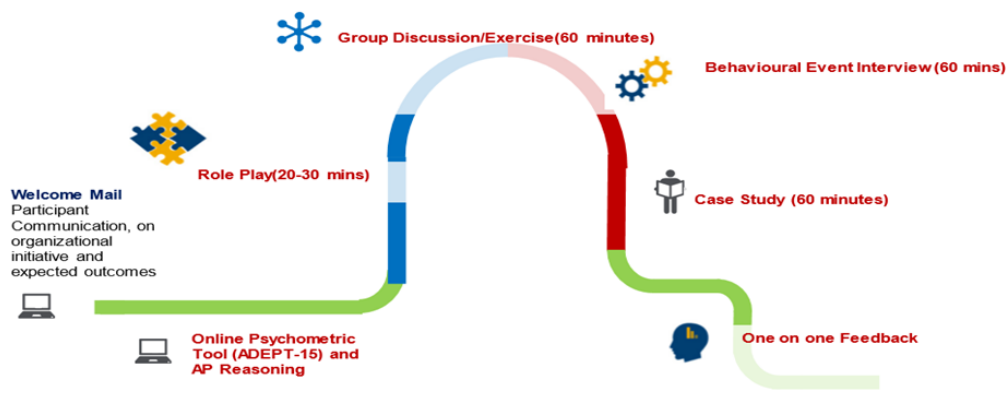 Group Discussion/Exercise(60 minutes)
Behavioural Event Interview(60 mins)
Role Play(20-30 mins)
Welcome Mail
Participant
Communication, on
organizational
initiative and
expected outcomes
Case Study (60 minutes)
Online Psychometric
Tool (ADEPT-15) and
AP Reasoning
One on one Feedback